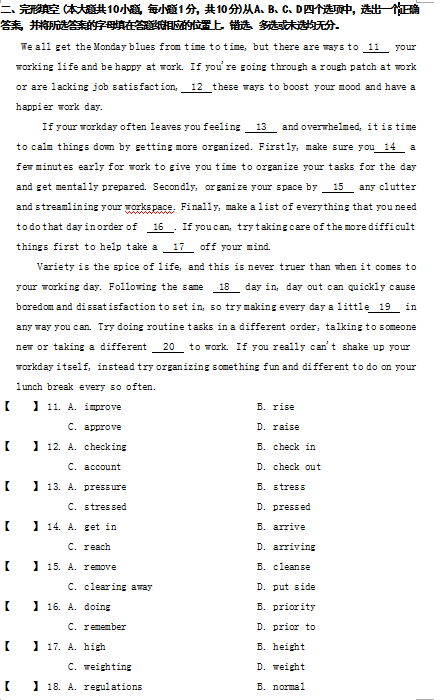 二、完形填空(本大题共10小题,每小题1分,共10分)从A、B、C、D四个选项中,选出一个正确
答案,并将所选答案的字母填在答题纸相应的位置上。错选、多选或未选均无分。
We all get the Monday blues from time to time, but there are ways to 11 your
working life and be happy at work. If you're going through a rough patch at work
or are lacking job satisfaction, 12 these ways to boost your mood and have a
happier work day.
If your workday often leaves you feeling 13 and overwhelmed, it is time
to calm things down by getting more organized. Firstly, make sure you 14 a
few minutes early for work to give you time to organize your tasks for the day
and get mentally prepared. Secondly, organize your space by 15 any clutter
and streamlining your workspace. Finally, make a list of everything that you need
to do that day in order of 16 . If you can, try taking care of the more difficult
things first to help take a 17 off your mind.
Variety is the spice of life, and this is never truer than when it comes to
your working day. Following the same 18 day in, day out can quickly cause
boredom and dissatisfaction to set in, so try making every day a little 19 in
any way you can. Try doing routine tasks in a different order, talking to someone
new or taking a different 20 to work. If you really can't shake up your
workday itself, instead try organizing something fun and different to do on your
lunch break every so often.
【 】11. A. improve B. rise
C. approve D. raise
【 】12. A. checking B. check in
C. account D. check out
【 】13. A. pressure B. stress
C. stressed D. pressed
【 】14. A. get in B. arrive
C. reach D. arriving
【 】15. A. remove B. cleanse
C. clearing away D. put side
【 】16. A. doing B. priority
C. remember D. prior to
【 】17. A. high B. height
C. weighting D. weight
【 】18. A. regulations B. normal